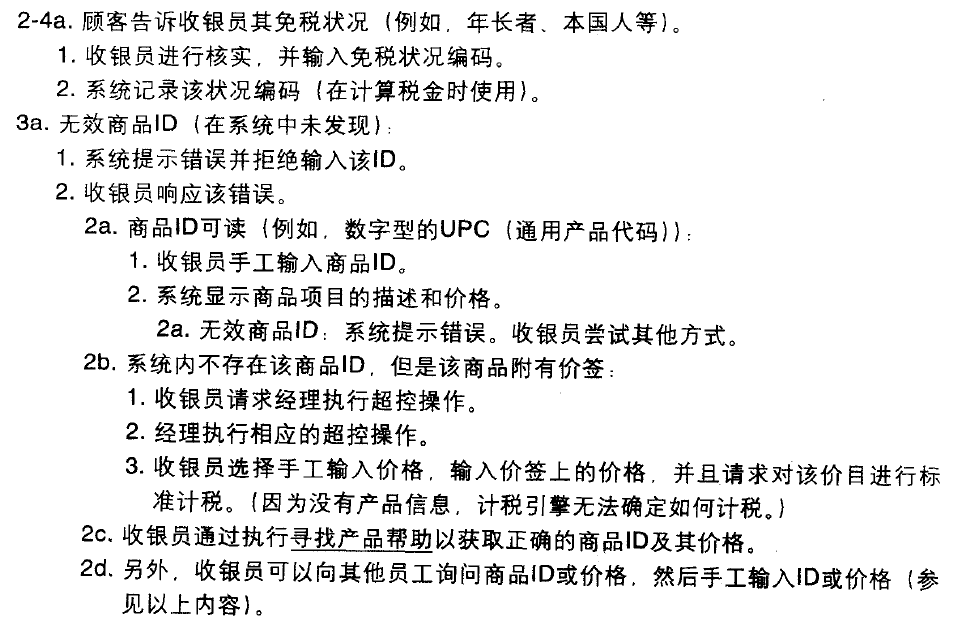 2-4a. 顾客告诉收银员其免税状况（例如，年长者、本国人等）。
1. 收银员进行核实，并输入免税状况编码。
2. 系统记录该状况编码（在计算税金时使用）。
3a. 无效商品ID（在系统中未发现）：
1. 系统提示错误并拒绝输入该ID。
2. 收银员响应该错误。
2a. 商品ID可读（例如，数字型的UPC（通用产品代码））：
1. 收银员手工输入商品ID。
2. 系统显示商品项目的描述和价格。
2a. 无效商品ID：系统提示错误。收银员尝试其他方式。
2b. 系统内不存在该商品ID，但是该商品附有价签：
1. 收银员请求经理执行超控操作。
2. 经理执行相应的超控操作。
3. 收银员选择手工输入价格，输入价签上的价格，并且请求对该价目进行标
准计税。（因为没有产品信息，计税引擎无法确定如何计税。）
2c. 收银员通过执行寻找产品帮助以获取正确的商品ID及其价格。
2d. 另外，收银员可以向其他员工询问商品ID或价格，然后手工输入ID或价格（参
见以上内容）。